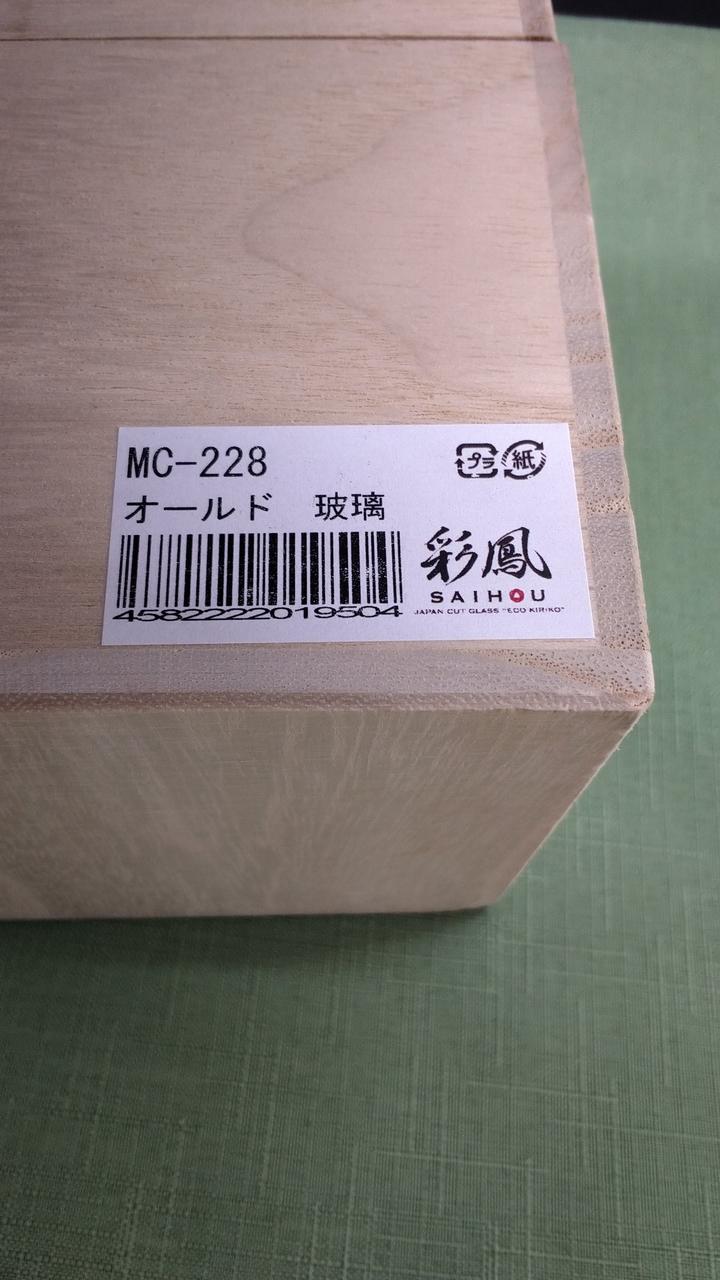 MC-228
プラ 紙
オールド 玻璃
彩鳳
SAIHOU
JAPAN CUT GLASS "ECO KIRIKO"
4582222019504